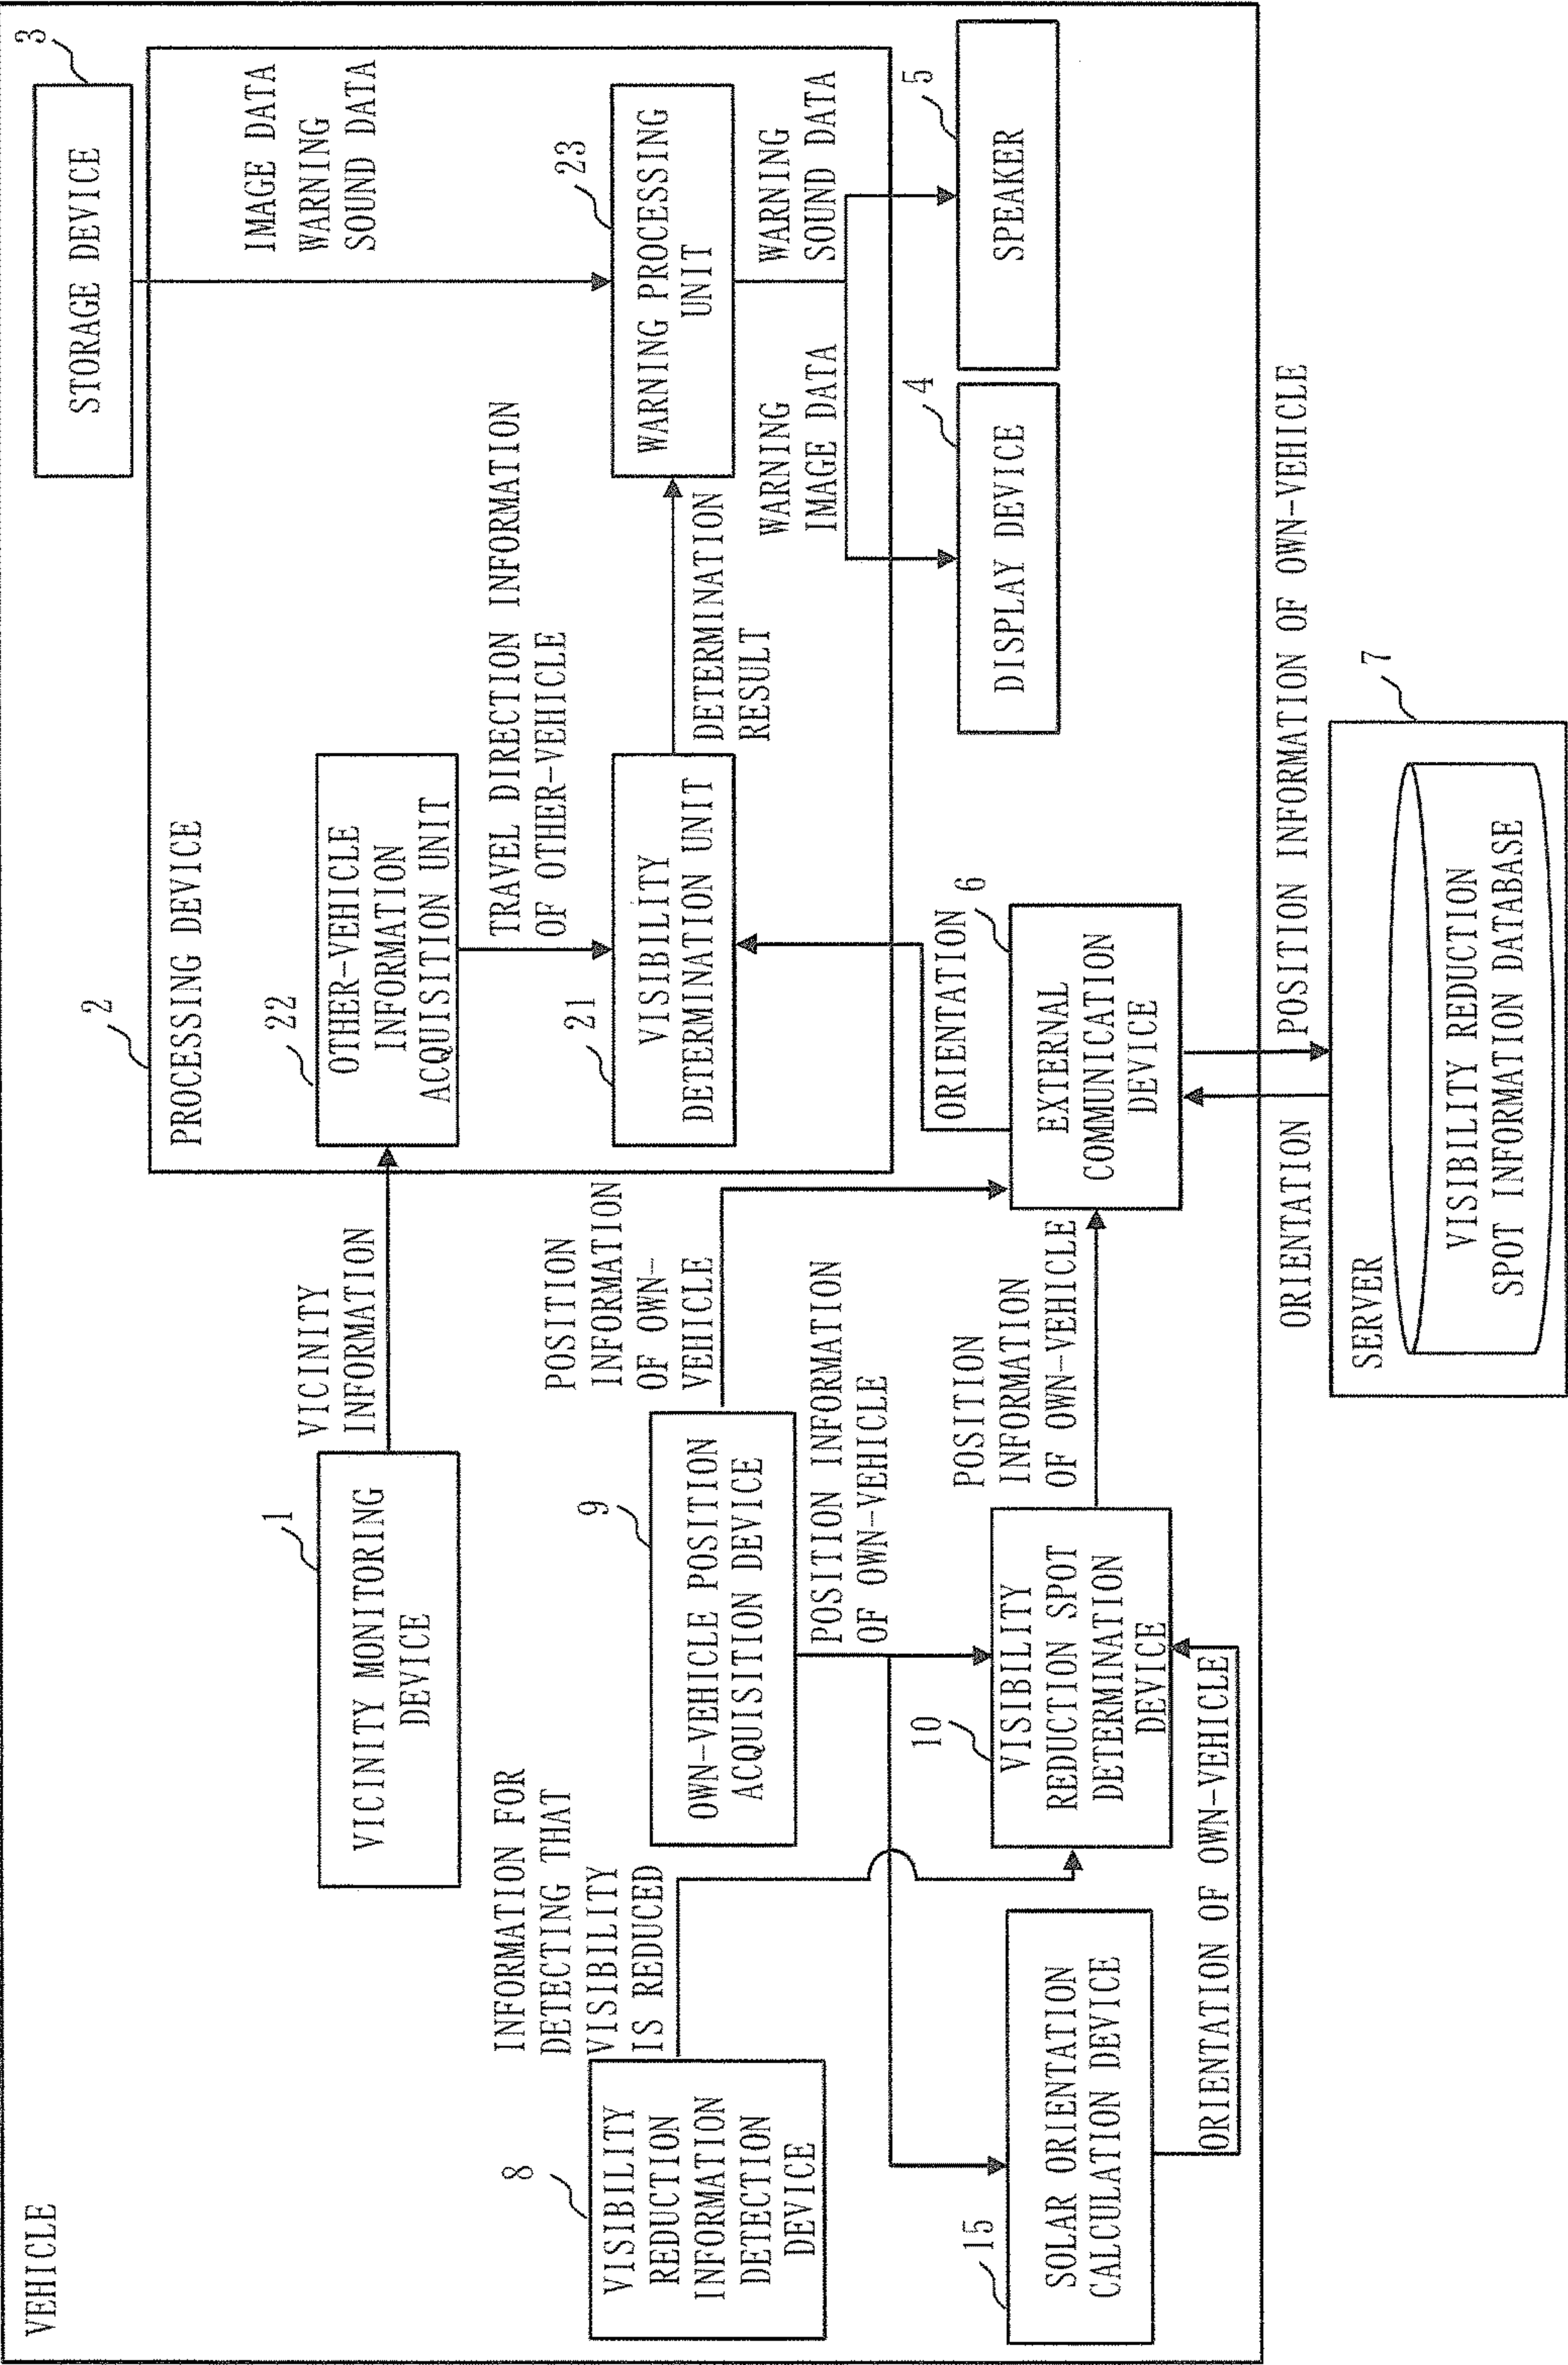 VEHICLE
3
STORAGE DEVICE
2
PROCESSING DEVICE
IMAGE DATA
WARNING
SOUND DATA
1
VICINITY MONITORING
DEVICE
VICINITY
INFORMATION
22
OTHER-VEHICLE
INFORMATION
ACQUISITION UNIT
TRAVEL DIRECTION INFORMATION
OF OTHER-VEHICLE
21
VISIBILITY
DETERMINATION UNIT
DETERMINATION
RESULT
23
WARNING PROCESSING
UNIT
WARNING
IMAGE DATA
WARNING
SOUND DATA
4
DISPLAY DEVICE
5
SPEAKER
8
VISIBILITY
REDUCTION
INFORMATION
DETECTION
DEVICE
INFORMATION FOR
DETECTING THAT
VISIBILITY
IS REDUCED
9
OWN-VEHICLE POSITION
ACQUISITION DEVICE
POSITION
INFORMATION
OF OWN-
VEHICLE
POSITION INFORMATION
OF OWN-VEHICLE
10
VISIBILITY
REDUCTION SPOT
DETERMINATION
DEVICE
POSITION
INFORMATION
OF OWN-VEHICLE
15
SOLAR ORIENTATION
CALCULATION DEVICE
ORIENTATION OF OWN-VEHICLE
6
EXTERNAL
COMMUNICATION
DEVICE
ORIENTATION
ORIENTATION
POSITION INFORMATION OF OWN-VEHICLE
7
SERVER
VISIBILITY REDUCTION
SPOT INFORMATION DATABASE